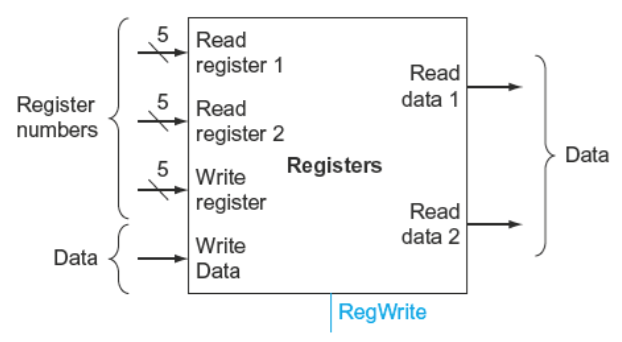 5
Read
register 1
5
Read
register 2
5
Write
register
Write
Data
Register
numbers
Data
Registers
Read
data 1
Read
data 2
Data
RegWrite